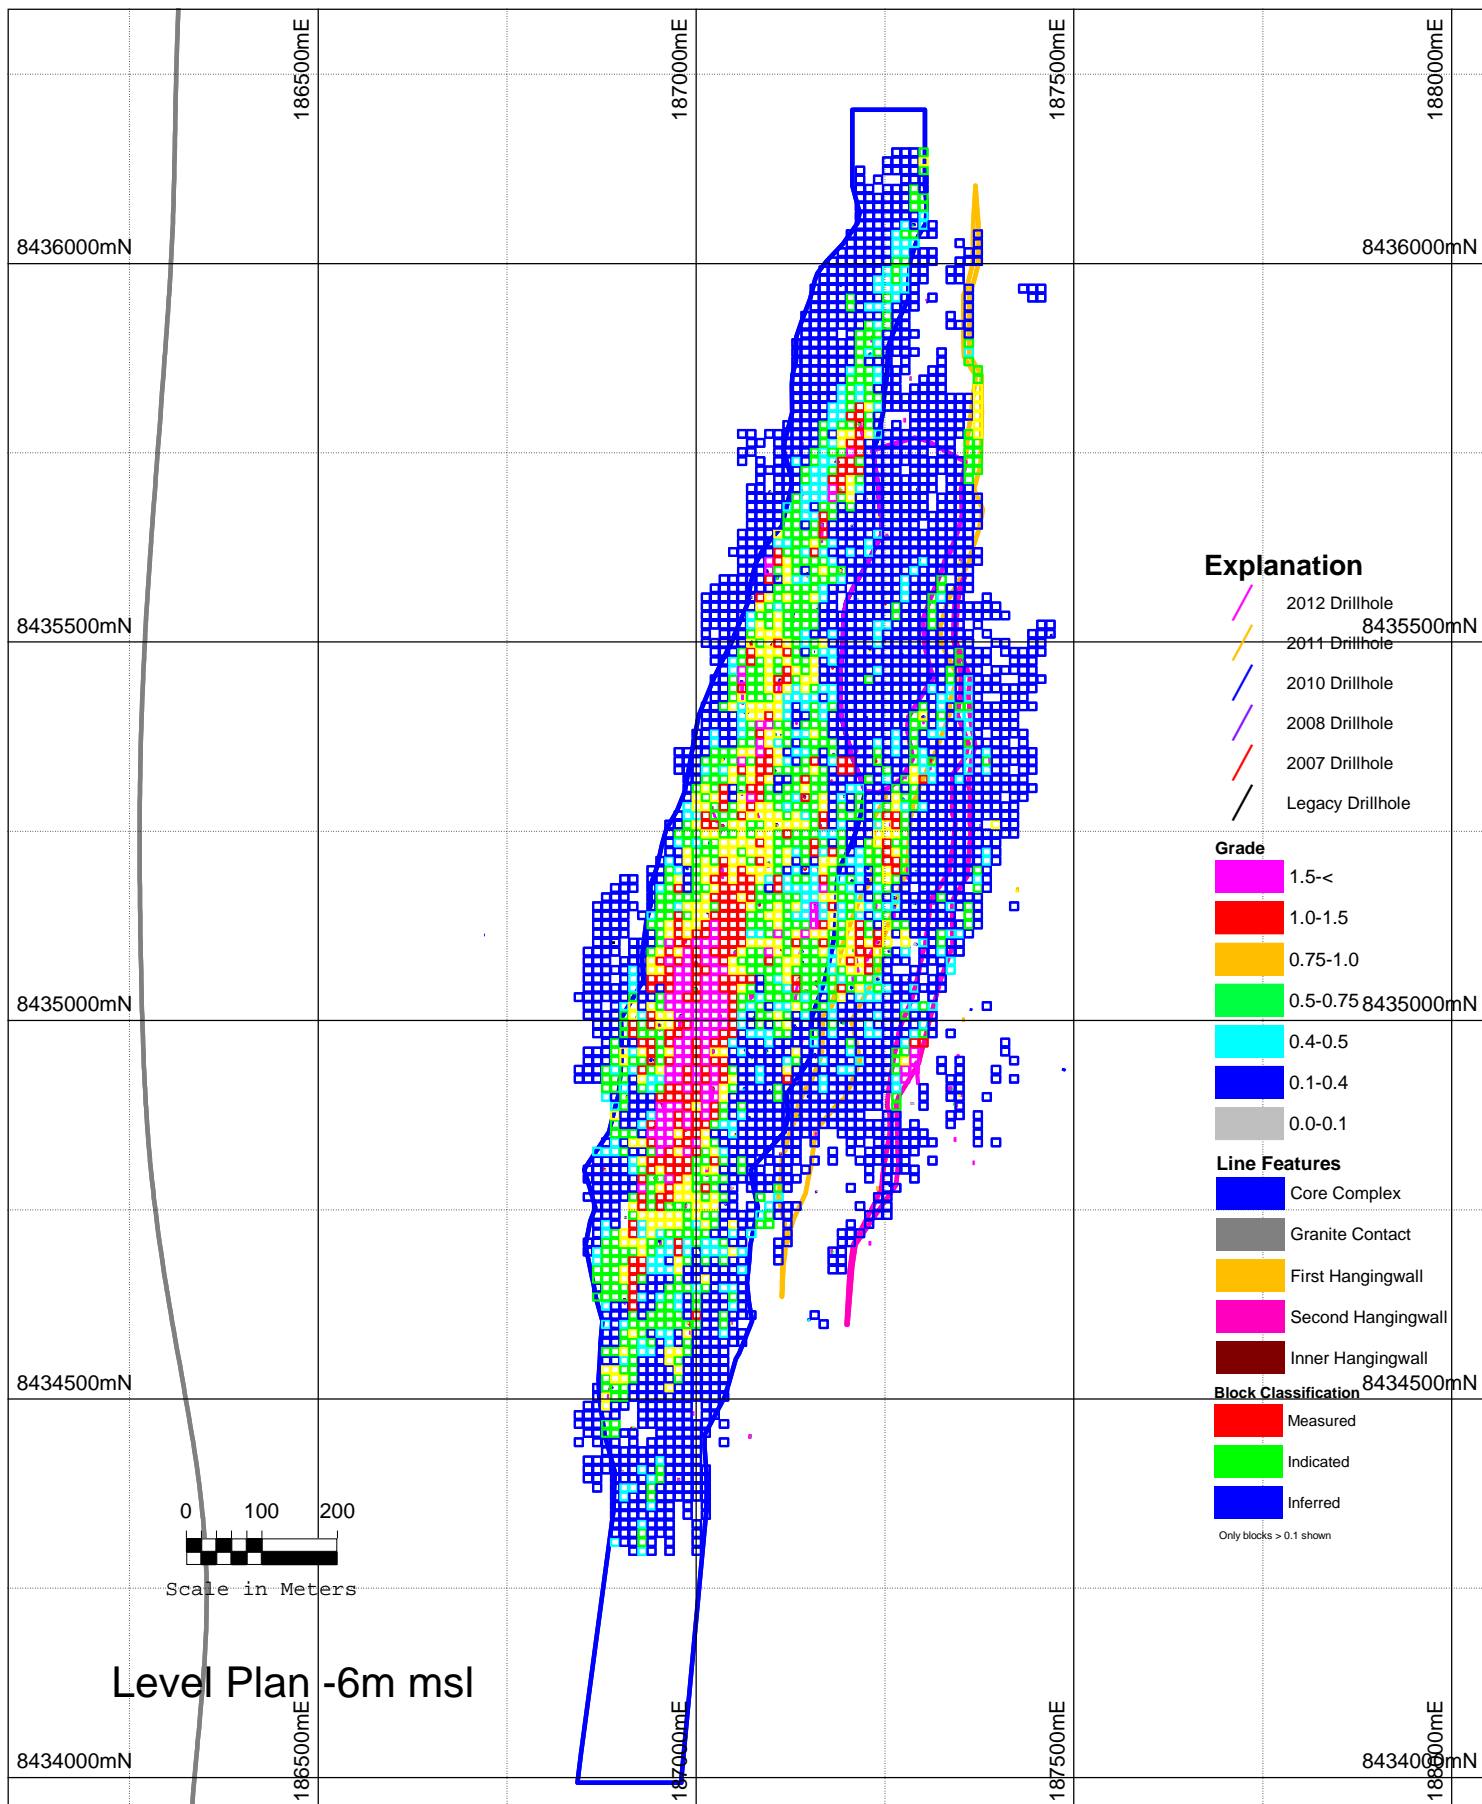 186500mE
187000mE
187500mE
188000mE
8436000mN
8436000mN
Explanation
2012 Drillhole
8435500mN
8435500mN
2011 Drillhole
2010 Drillhole
2008 Drillhole
2007 Drillhole
Legacy Drillhole
Grade
1.5-<
1.0-1.5
0.75-1.0
0.5-0.75
8435000mN
8435000mN
0.4-0.5
0.1-0.4
0.0-0.1
Line Features
Core Complex
Granite Contact
First Hangingwall
Second Hangingwall
Inner Hangingwall
8434500mN
8434500mN
Block Classification
Measured
Indicated
Inferred
Only blocks > 0.1 shown
0 100 200
Scale in Meters
Level Plan -6m msl
8434000mN
8434000mN
186500mE
187000mE
187500mE
188000mE